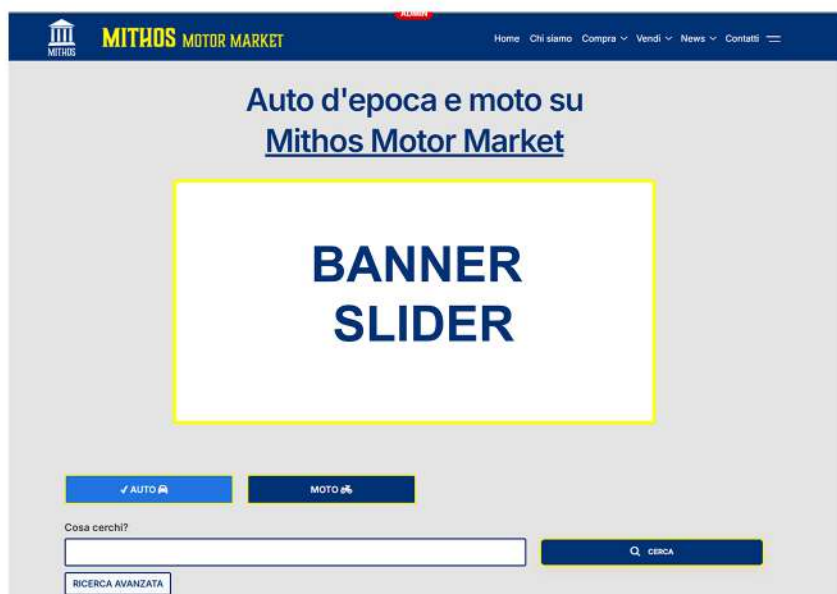 ADMIN
MITHOS
MITHOS MOTOR MARKET
Home Chi siamo Compra Vendi News Contatti
Auto d'epoca e moto su
Mithos Motor Market
BANNER
SLIDER
✓ AUTO
MOTO
Cosa cerchi?
CERCA
RICERCA AVANZATA